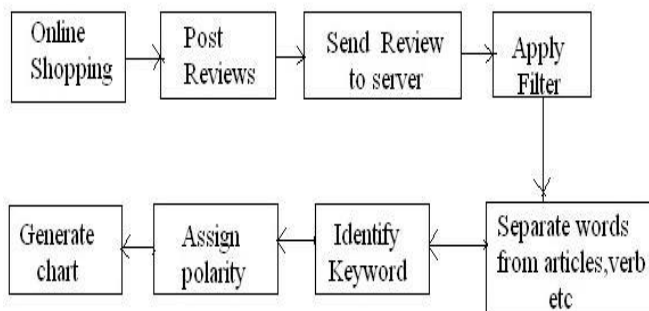 Online
Shopping
Post
Reviews
Send Review
to server
Apply
Filter
Separate words
from articles,verb
etc
Identify
Keyword
Assign
polarity
Generate
chart